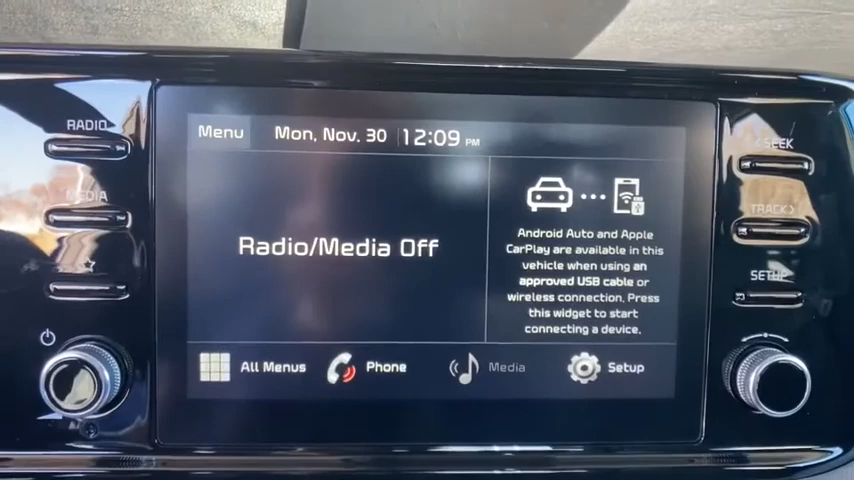 RADIO
MEDIA
Menu Mon, Nov. 30 12:09 PM
Radio/Media Off
Android Auto and Apple
CarPlay are available in this
vehicle when using an
approved USB cable or
wireless connection. Press
this widget to start
connecting a device.
All Menus Phone Media Setup
< SEEK
TRACK >
SETUP